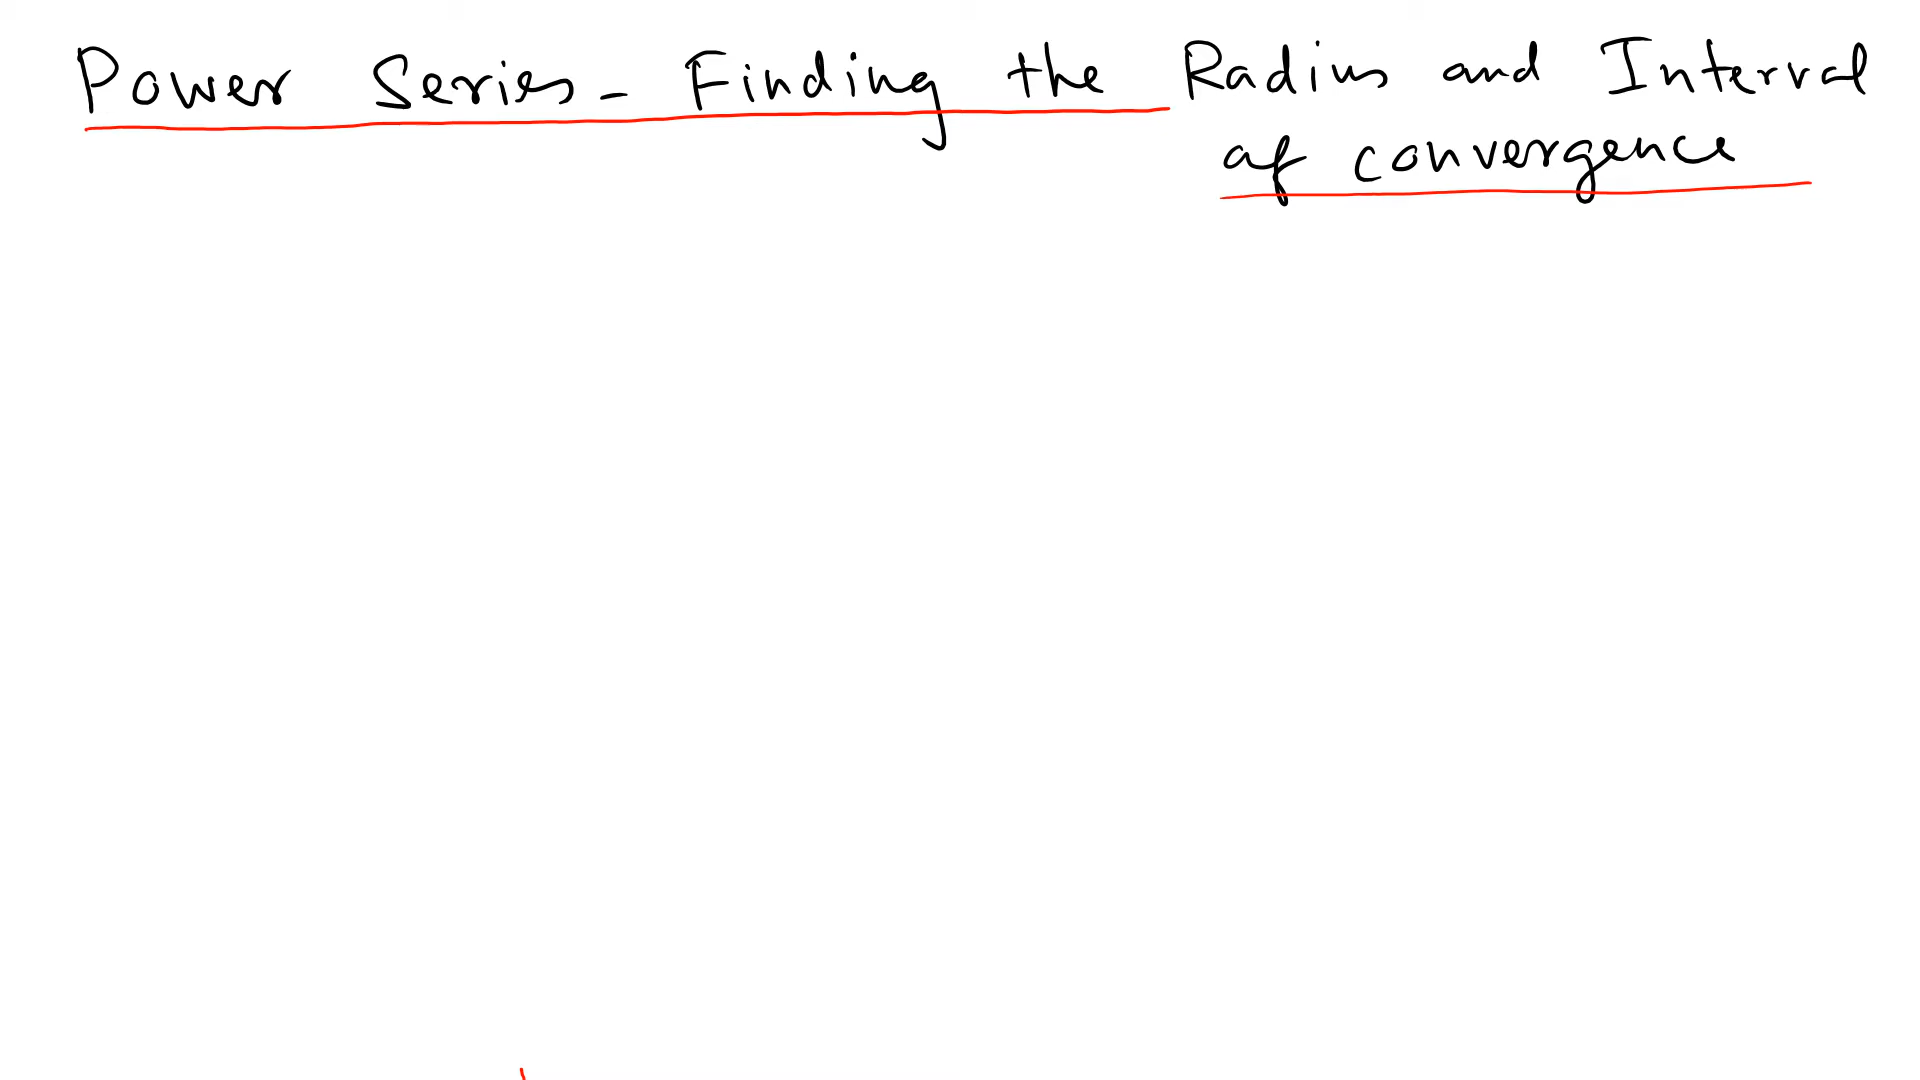 Power Series - Finding the Radius and Interval
of convergence